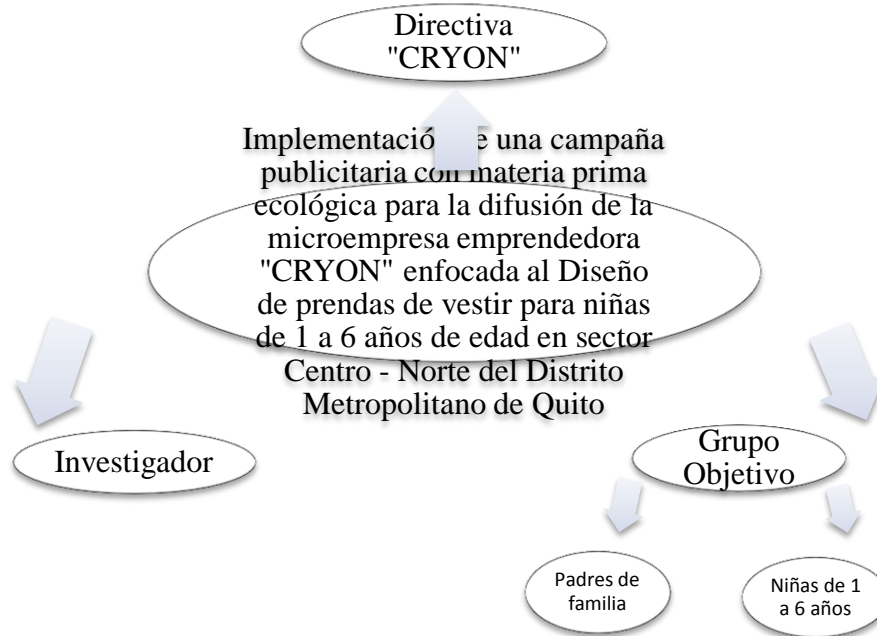 Directiva
"CRYON"
Implementación de una campaña
publicitaria con materia prima
ecológica para la difusión de la
microempresa emprendedora
"CRYON" enfocada al Diseño
de prendas de vestir para niñas
de 1 a 6 años de edad en sector
Centro - Norte del Distrito
Metropolitano de Quito
Investigador
Grupo
Objetivo
Padres de
familia
Niñas de 1
a 6 años